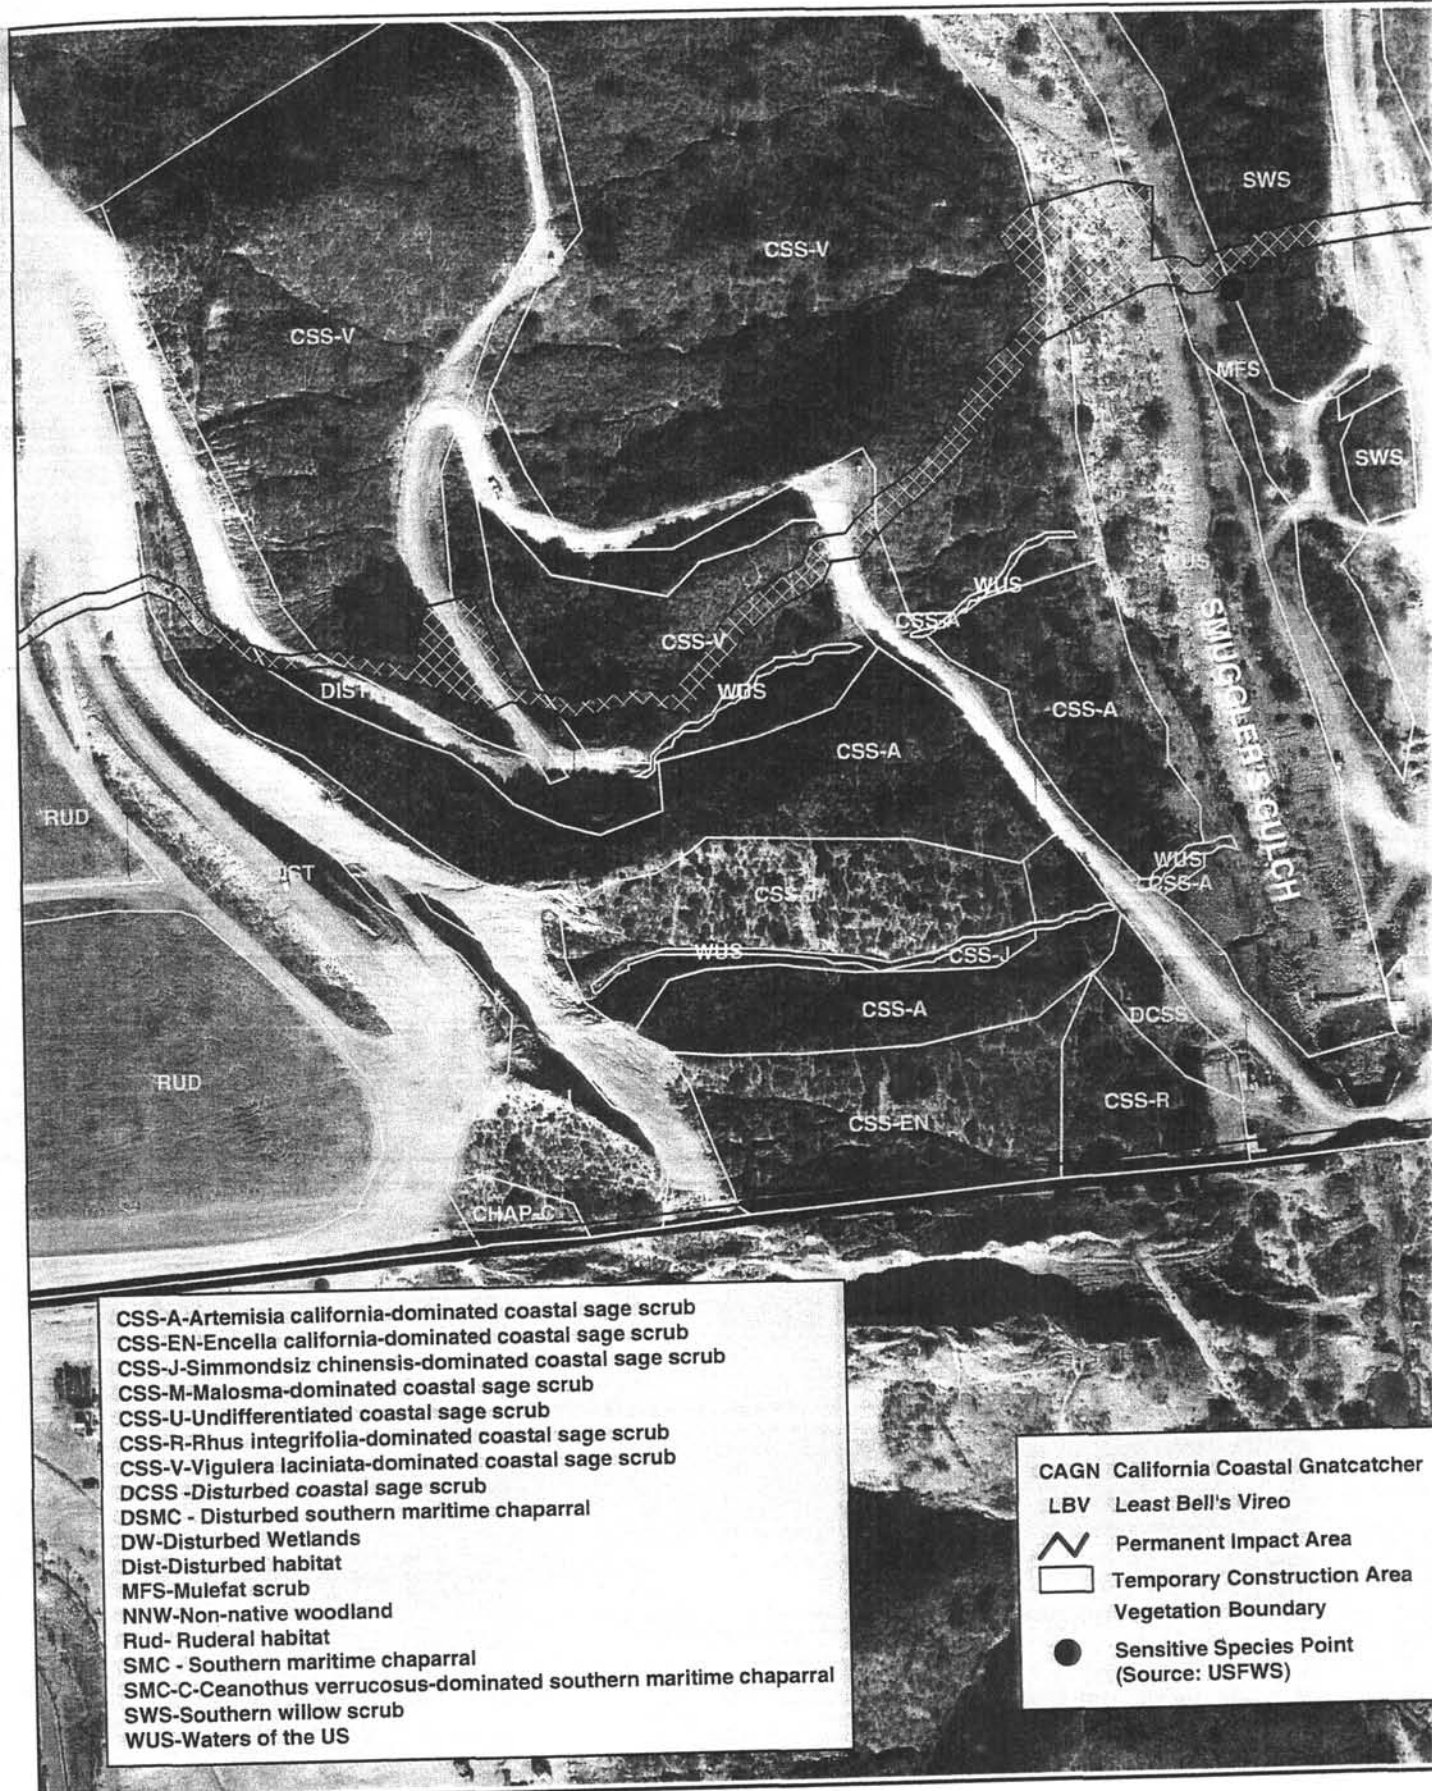 SWS
CSS-V
CSS-V
MFS
SWS
WUS
WUS
CSS-A
CSS-V
SMUGGLER'S GULCH
DIST
WUS
CSS-A
CSS-A
RUD
WUS
CSS-A
DIST
CSS-J
WUS
CSS-J
CSS-A
DCSS
RUD
CSS-R
CSS-EN
CHAP-C
CSS-A-Artemisia california-dominated coastal sage scrub
CSS-EN-Encella california-dominated coastal sage scrub
CSS-J-Simmondsiz chinensis-dominated coastal sage scrub
CSS-M-Malosma-dominated coastal sage scrub
CSS-U-Undifferentiated coastal sage scrub
CSS-R-Rhus integrifolia-dominated coastal sage scrub
CSS-V-Vigulera laciniata-dominated coastal sage scrub
DCSS -Disturbed coastal sage scrub
DSMC - Disturbed southern maritime chaparral
DW-Disturbed Wetlands
Dist-Disturbed habitat
MFS-Mulefat scrub
NNW-Non-native woodland
Rud- Ruderal habitat
SMC - Southern maritime chaparral
SMC-C-Ceanothus verrucosus-dominated southern maritime chaparral
SWS-Southern willow scrub
WUS-Waters of the US
CAGN California Coastal Gnatcatcher
LBV Least Bell's Vireo
Permanent Impact Area
Temporary Construction Area
Vegetation Boundary
Sensitive Species Point
(Source: USFWS)